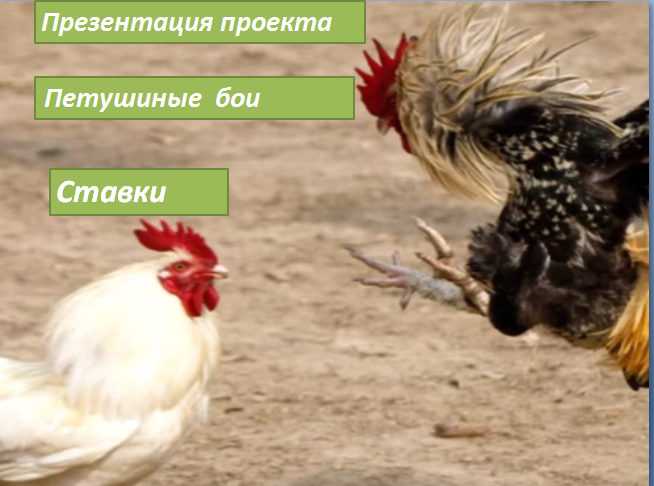 Презентация проекта
Петушиные бои
Ставки